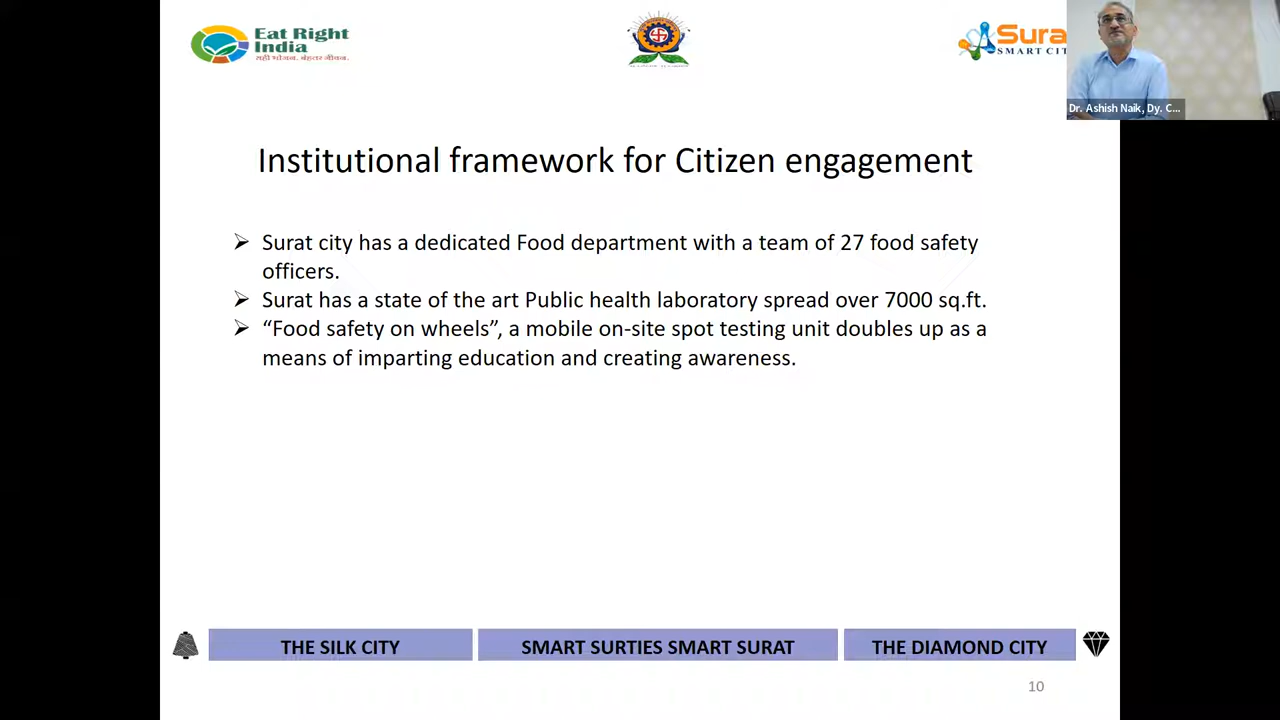 Eat Right
India
सही भोजन. बेहतर जीवन.
Sura
SMART CIT
Dr. Ashish Naik, Dy. C...
Institutional framework for Citizen engagement
➢ Surat city has a dedicated Food department with a team of 27 food safety
officers.
➢ Surat has a state of the art Public health laboratory spread over 7000 sq.ft.
➢ “Food safety on wheels”, a mobile on-site spot testing unit doubles up as a
means of imparting education and creating awareness.
THE SILK CITY
SMART SURTIES SMART SURAT
THE DIAMOND CITY
10